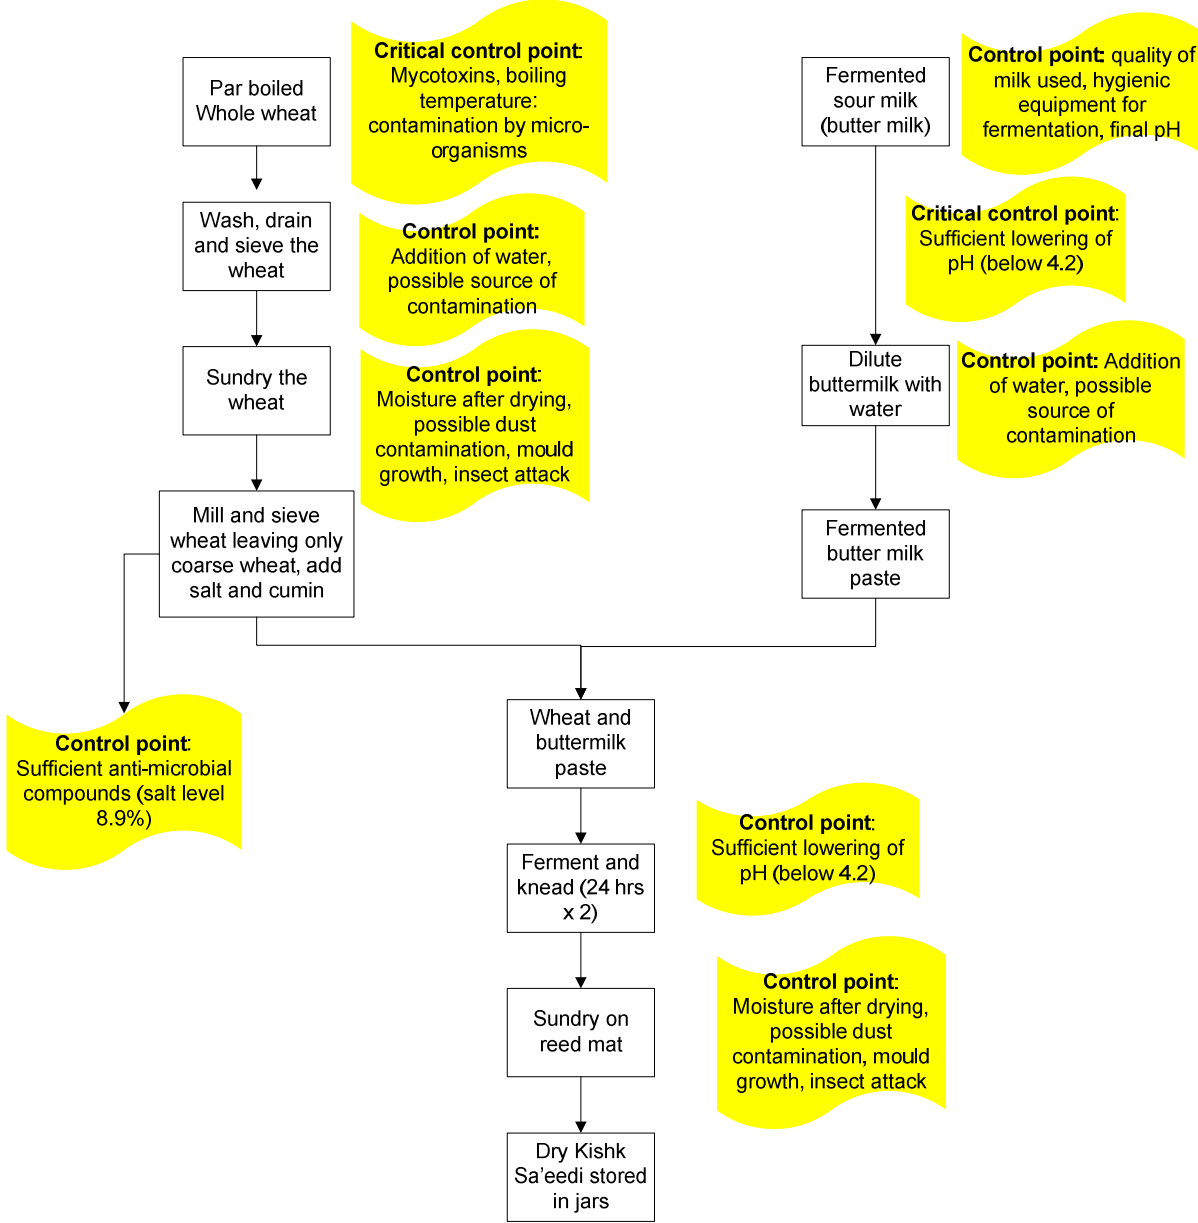 Par boiled
Whole wheat
Critical control point:
Mycotoxins, boiling
temperature:
contamination by micro-
organisms
Wash, drain
and sieve the
wheat
Control point:
Addition of water,
possible source of
contamination
Sundry the
wheat
Control point:
Moisture after drying,
possible dust
contamination, mould
growth, insect attack
Mill and sieve
wheat leaving only
coarse wheat, add
salt and cumin
Control point:
Sufficient anti-microbial
compounds (salt level
8.9%)
Fermented
sour milk
(butter milk)
Control point: quality of
milk used, hygienic
equipment for
fermentation, final pH
Critical control point:
Sufficient lowering of
pH (below 4.2)
Dilute
buttermilk with
water
Control point: Addition
of water, possible
source of
contamination
Fermented
butter milk
paste
Wheat and
buttermilk
paste
Ferment and
knead (24 hrs
x 2)
Control point:
Sufficient lowering of
pH (below 4.2)
Sundry on
reed mat
Control point:
Moisture after drying,
possible dust
contamination, mould
growth, insect attack
Dry Kishk
Sa’eedi stored
in jars